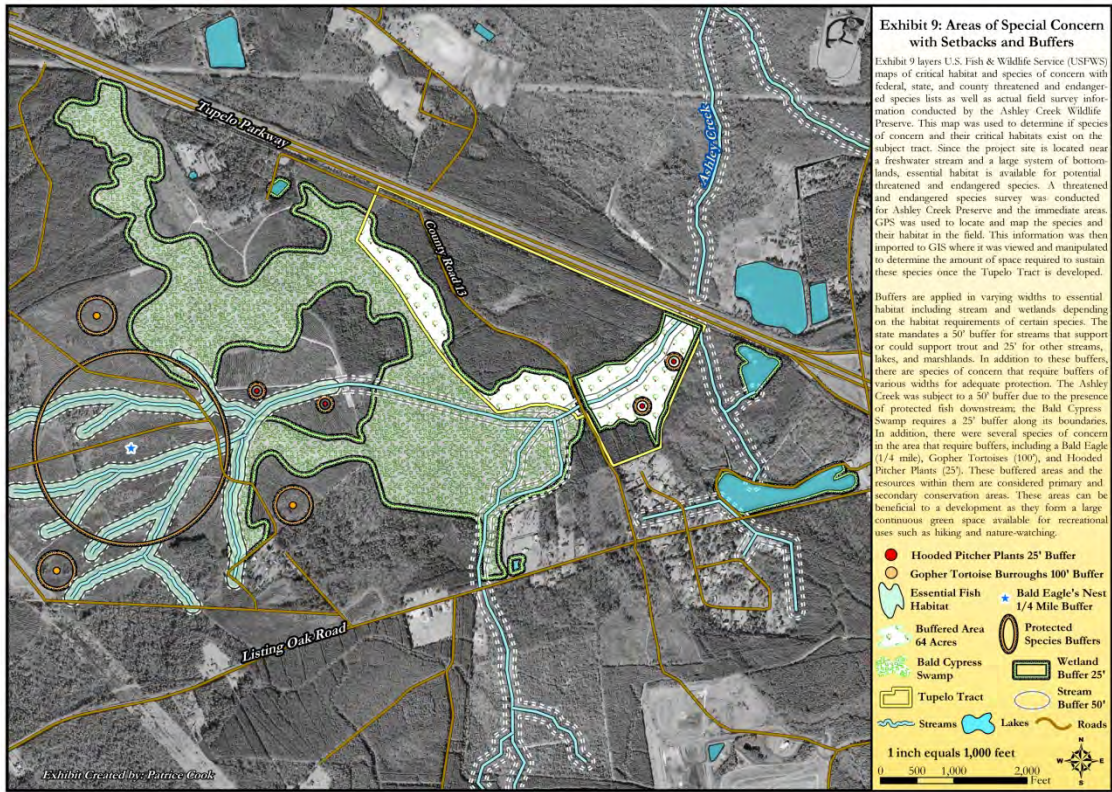 Tupelo Parkway
Ashley Creek
County Road 13
Listing Oak Road
Exhibit Created by: Patrice Cook
Exhibit 9: Areas of Special Concern
with Setbacks and Buffers
Exhibit 9 layers U.S. Fish & Wildlife Service (USFWS)
maps of critical habitat and species of concern with
federal, state, and county threatened and endanger-
ed species lists as well as actual field survey infor-
mation conducted by the Ashley Creek Wildlife
Preserve. This map was used to determine if species
of concern and their critical habitats exist on the
subject tract. Since the project site is located near
a freshwater stream and a large system of bottom-
lands, essential habitat is available for potential
threatened and endangered species. A threatened
and endangered species survey was conducted
for Ashley Creek Preserve and the immediate areas.
GPS was used to locate and map the species and
their habitat in the field. This information was then
imported to GIS where it was viewed and manipulated
to determine the amount of space required to sustain
these species once the Tupelo Tract is developed.
Buffers are applied in varying widths to essential
habitat including stream and wetlands depending
on the habitat requirements of certain species. The
state mandates a 50' buffer for streams that support
or could support trout and 25' for other streams,
lakes, and marshlands. In addition to these buffers,
there are species of concern that require buffers of
various widths for adequate protection. The Ashley
Creek was subject to a 50' buffer due to the presence
of protected fish downstream; the Bald Cypress
Swamp requires a 25' buffer along its boundaries.
In addition, there were several species of concern
in the area that require buffers, including a Bald Eagle
(1/4 mile), Gopher Tortoises (100'), and Hooded
Pitcher Plants (25'). These buffered areas and the
resources within them are considered primary and
secondary conservation areas. These areas can be
beneficial to a development as they form a large
continuous green space available for recreational
uses such as hiking and nature-watching.
Hooded Pitcher Plants 25' Buffer
Gopher Tortoise Burroughs 100' Buffer
Essential Fish
Habitat
Bald Eagle's Nest
1/4 Mile Buffer
Buffered Area
64 Acres
Protected
Species Buffers
Bald Cypress
Swamp
Wetland
Buffer 25'
Tupelo Tract
Stream
Buffer 50'
Streams
Lakes
Roads
1 inch equals 1,000 feet
N
W E
S
0 500 1,000 2,000
Feet